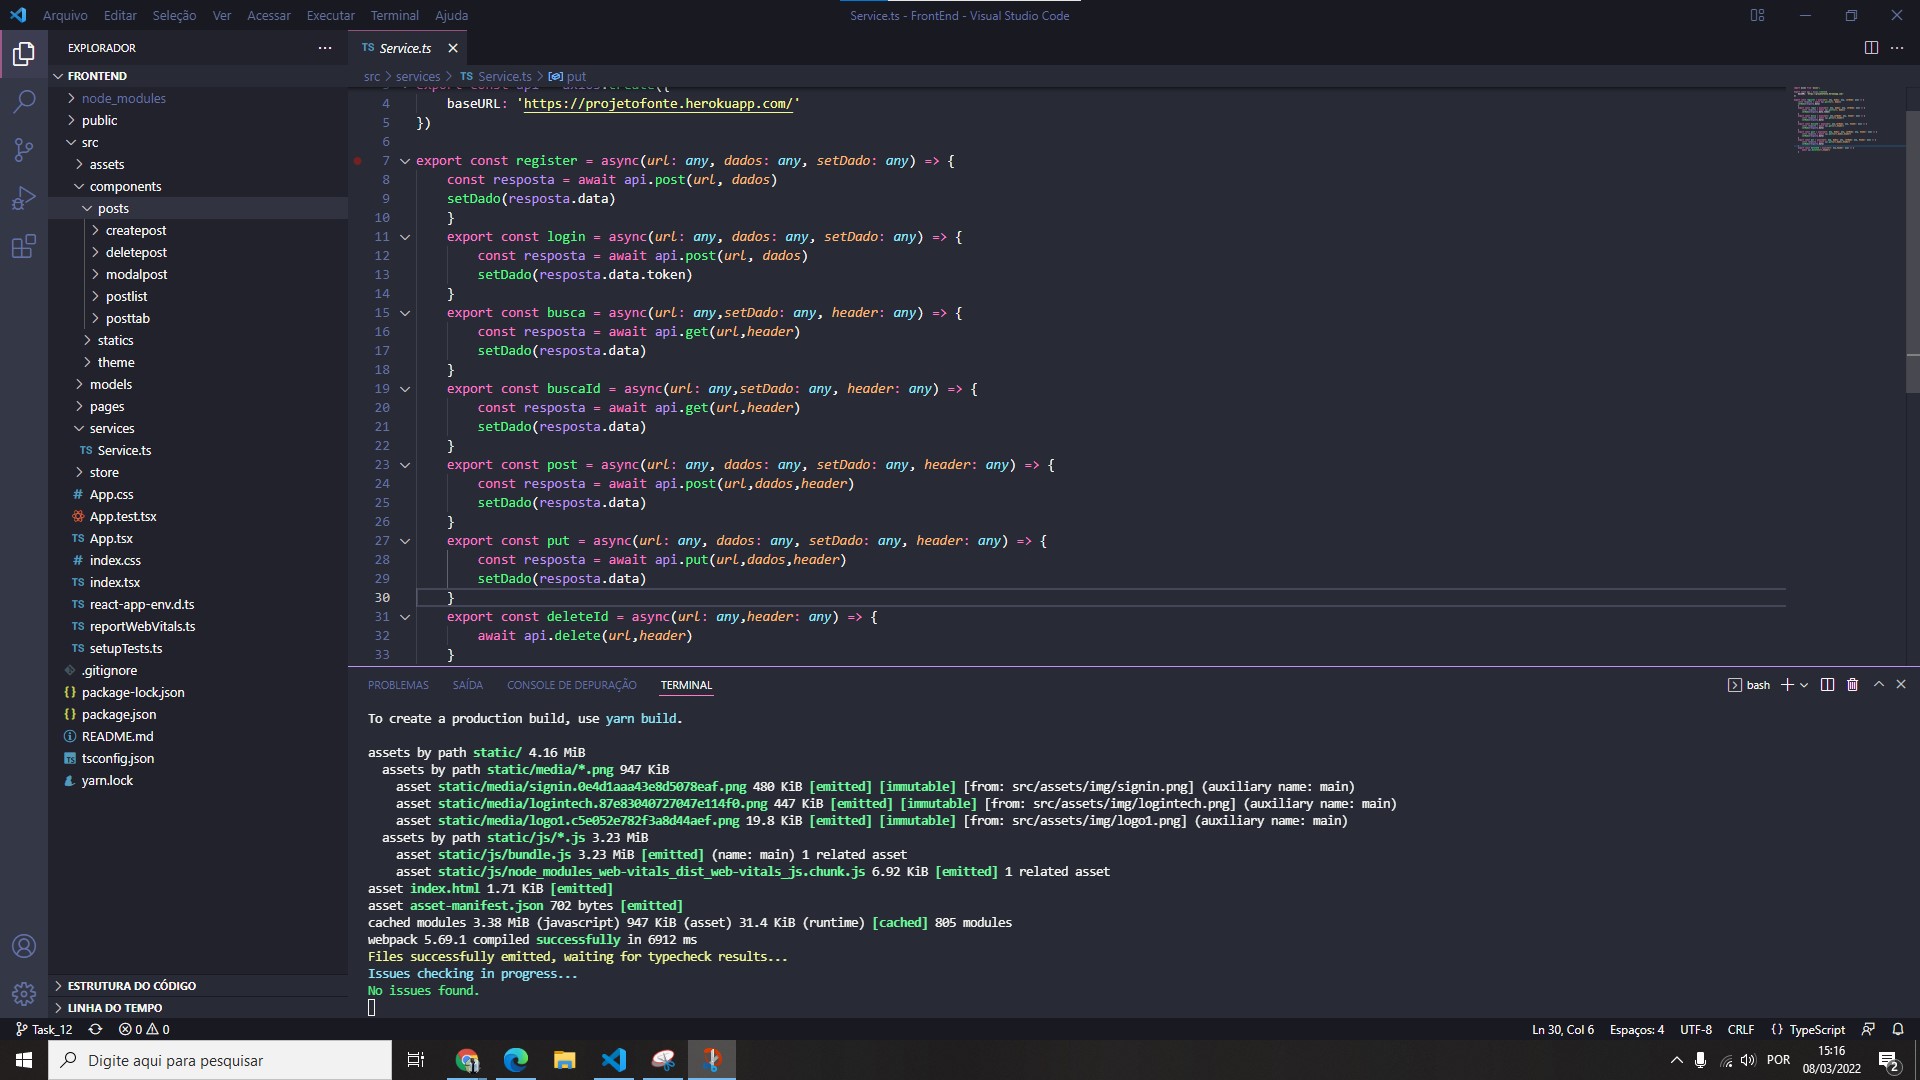 Arquivo Editar Seleção Ver Acessar Executar Terminal Ajuda
Service.ts - FrontEnd - Visual Studio Code
EXPLORADOR
FRONTEND
node_modules
public
src
assets
components
posts
createpost
deletepost
modalpost
postlist
posttab
statics
theme
models
pages
services
TS Service.ts
store
# App.css
App.test.tsx
TS App.tsx
# index.css
TS index.tsx
TS react-app-env.d.ts
TS reportWebVitals.ts
TS setupTests.ts
.gitignore
{} package-lock.json
{} package.json
README.md
tsconfig.json
yarn.lock
ESTRUTURA DO CÓDIGO
LINHA DO TEMPO
TS Service.ts
src > services > TS Service.ts > put
3 export const api = axios.create({
4 baseURL: 'https://projetofonte.herokuapp.com/'
5 })
6
7 export const register = async(url: any, dados: any, setDado: any) => {
8 const resposta = await api.post(url, dados)
9 setDado(resposta.data)
10 }
11 export const login = async(url: any, dados: any, setDado: any) => {
12 const resposta = await api.post(url, dados)
13 setDado(resposta.data.token)
14 }
15 export const busca = async(url: any,setDado: any, header: any) => {
16 const resposta = await api.get(url,header)
17 setDado(resposta.data)
18 }
19 export const buscaId = async(url: any,setDado: any, header: any) => {
20 const resposta = await api.get(url,header)
21 setDado(resposta.data)
22 }
23 export const post = async(url: any, dados: any, setDado: any, header: any) => {
24 const resposta = await api.post(url,dados,header)
25 setDado(resposta.data)
26 }
27 export const put = async(url: any, dados: any, setDado: any, header: any) => {
28 const resposta = await api.put(url,dados,header)
29 setDado(resposta.data)
30 }
31 export const deleteId = async(url: any,header: any) => {
32 await api.delete(url,header)
33 }
PROBLEMAS SAÍDA CONSOLE DE DEPURAÇÃO TERMINAL
bash
To create a production build, use yarn build.
assets by path static/ 4.16 MiB
assets by path static/media/*.png 947 KiB
asset static/media/signin.0e4d1aaa43e8d5078eaf.png 480 KiB [emitted] [immutable] [from: src/assets/img/signin.png] (auxiliary name: main)
asset static/media/logintech.87e83040727047e114f0.png 447 KiB [emitted] [immutable] [from: src/assets/img/logintech.png] (auxiliary name: main)
asset static/media/logo1.c5e052e782f3a8d44aef.png 19.8 KiB [emitted] [immutable] [from: src/assets/img/logo1.png] (auxiliary name: main)
assets by path static/js/*.js 3.23 MiB
asset static/js/bundle.js 3.23 MiB [emitted] (name: main) 1 related asset
asset static/js/node_modules_web-vitals_dist_web-vitals_js.chunk.js 6.92 KiB [emitted] 1 related asset
asset index.html 1.71 KiB [emitted]
asset asset-manifest.json 702 bytes [emitted]
cached modules 3.38 MiB (javascript) 947 KiB (asset) 31.4 KiB (runtime) [cached] 805 modules
webpack 5.69.1 compiled successfully in 6912 ms
Files successfully emitted, waiting for typecheck results...
Issues checking in progress...
No issues found.
Task_12 0 0
Ln 30, Col 6 Espaços: 4 UTF-8 CRLF {} TypeScript
Digite aqui para pesquisar
POR
15:16
08/03/2022
2